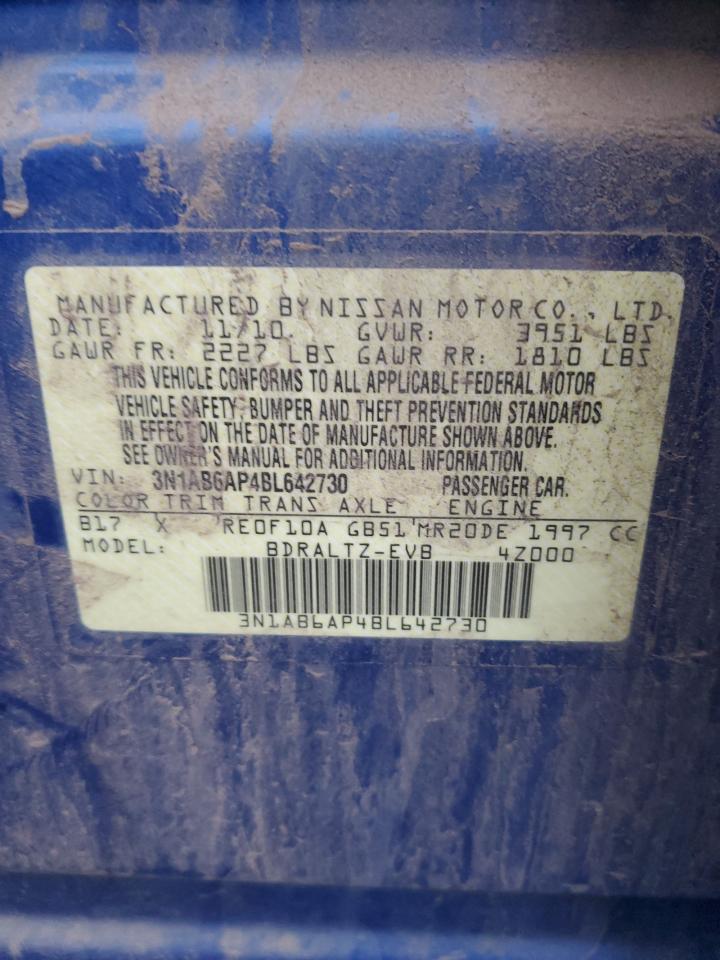 MANUFACTURED BY NISSAN MOTOR CO., LTD.
DATE: 11/10 GVWR: 3951 LBS
GAWR FR: 2227 LBS GAWR RR: 1810 LBS
THIS VEHICLE CONFORMS TO ALL APPLICABLE FEDERAL MOTOR
VEHICLE SAFETY, BUMPER AND THEFT PREVENTION STANDARDS
IN EFFECT ON THE DATE OF MANUFACTURE SHOWN ABOVE.
SEE OWNER'S MANUAL FOR ADDITIONAL INFORMATION.
VIN: 3N1AB6AP4BL642730 PASSENGER CAR.
COLOR TRIM TRANS AXLE ENGINE
B17 X RE0F10A GB51 MR20DE 1997 CC
MODEL: BDRALTZ-EVB 4Z000
3N1AB6AP4BL642730